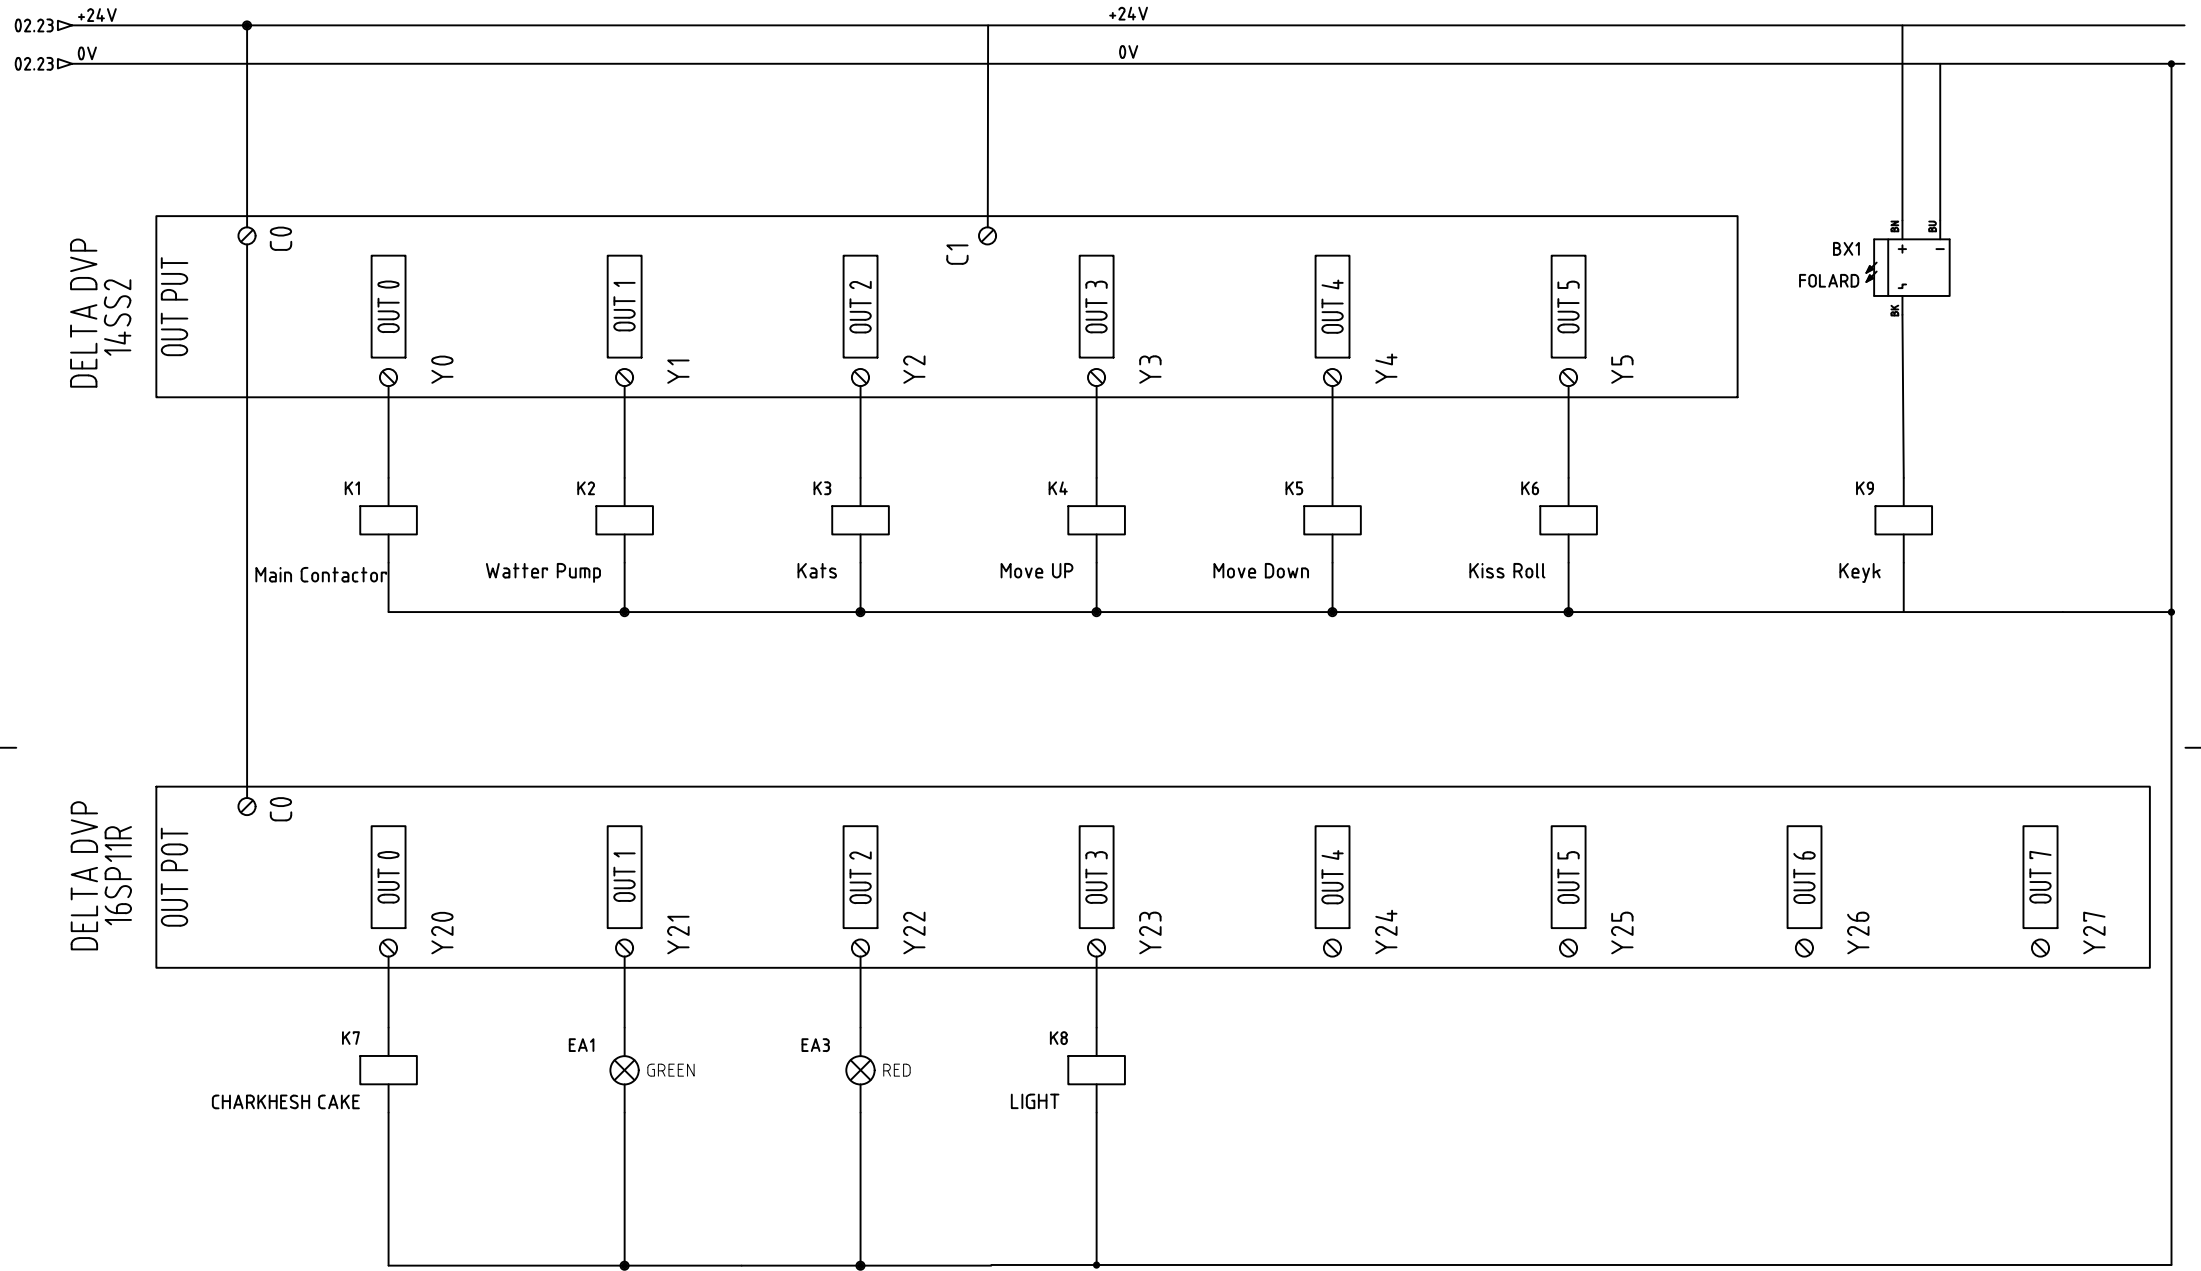 02.23 +24V +24V
02.23 0V 0V
DELTA DVP
14SS2
OUT PUT
C0
C1
OUT 0
OUT 1
OUT 2
OUT 3
OUT 4
OUT 5
Y0
Y1
Y2
Y3
Y4
Y5
BN
BU
BX1
+ -
FOLARD
BK
K1
K2
K3
K4
K5
K6
K9
Main Contactor
Watter Pump
Kats
Move UP
Move Down
Kiss Roll
Keyk
DELTA DVP
16SP11R
OUT POT
C0
OUT 0
OUT 1
OUT 2
OUT 3
OUT 4
OUT 5
OUT 6
OUT 7
Y20
Y21
Y22
Y23
Y24
Y25
Y26
Y27
K7
EA1
EA3
K8
GREEN
RED
CHARKHESH CAKE
LIGHT